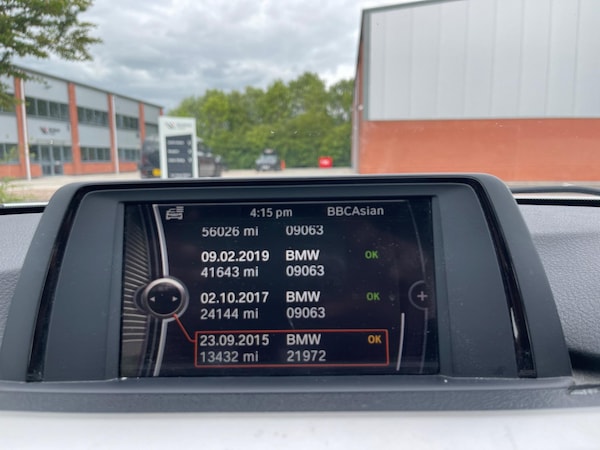 4:15 pm BBCAsian
56026 mi 09063
09.02.2019 BMW OK
41643 mi 09063
02.10.2017 BMW OK
24144 mi 09063
23.09.2015 BMW OK
13432 mi 21972